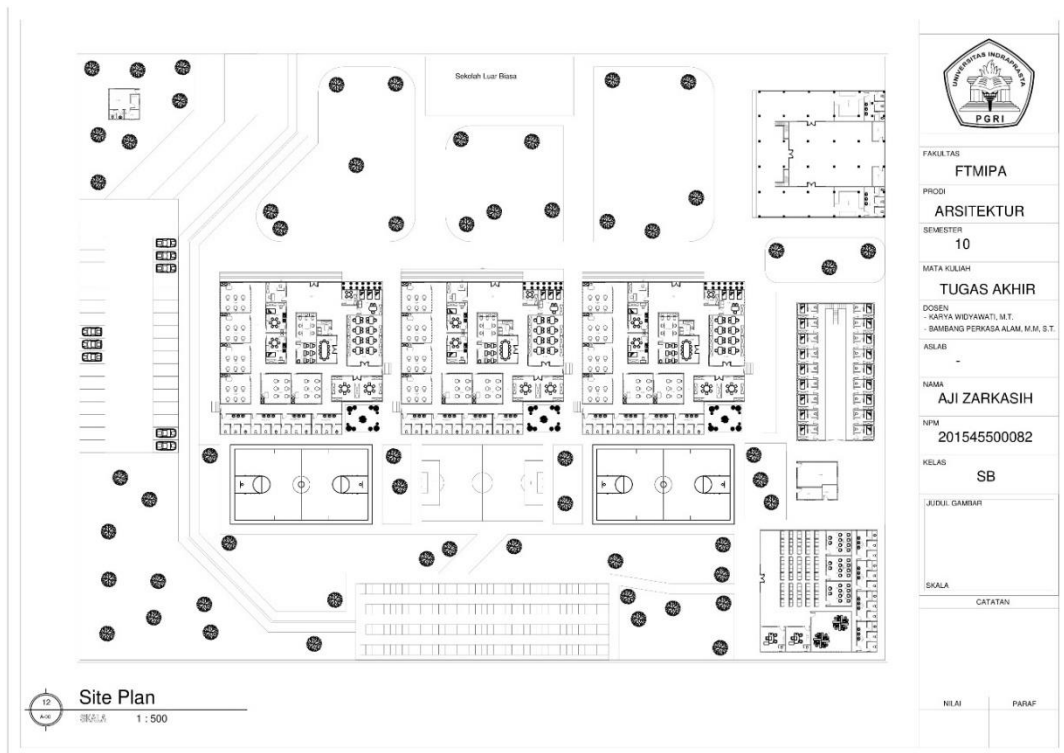 Sekolah Luar Biasa
12
A-06
Site Plan
SKALA 1 : 500
UNIVERSITAS INDRAPRASTA
PGRI
FAKULTAS
FTMIPA
PRODI
ARSITEKTUR
SEMESTER
10
MATA KULIAH
TUGAS AKHIR
DOSEN
- KARYA WIDYAWATI, M.T.
- BAMBANG PERKASA ALAM, M.M, S.T.
ASLAB
-
NAMA
AJI ZARKASIH
NPM
201545500082
KELAS
SB
JUDUL GAMBAR
SKALA
CATATAN
NILAI PARAF